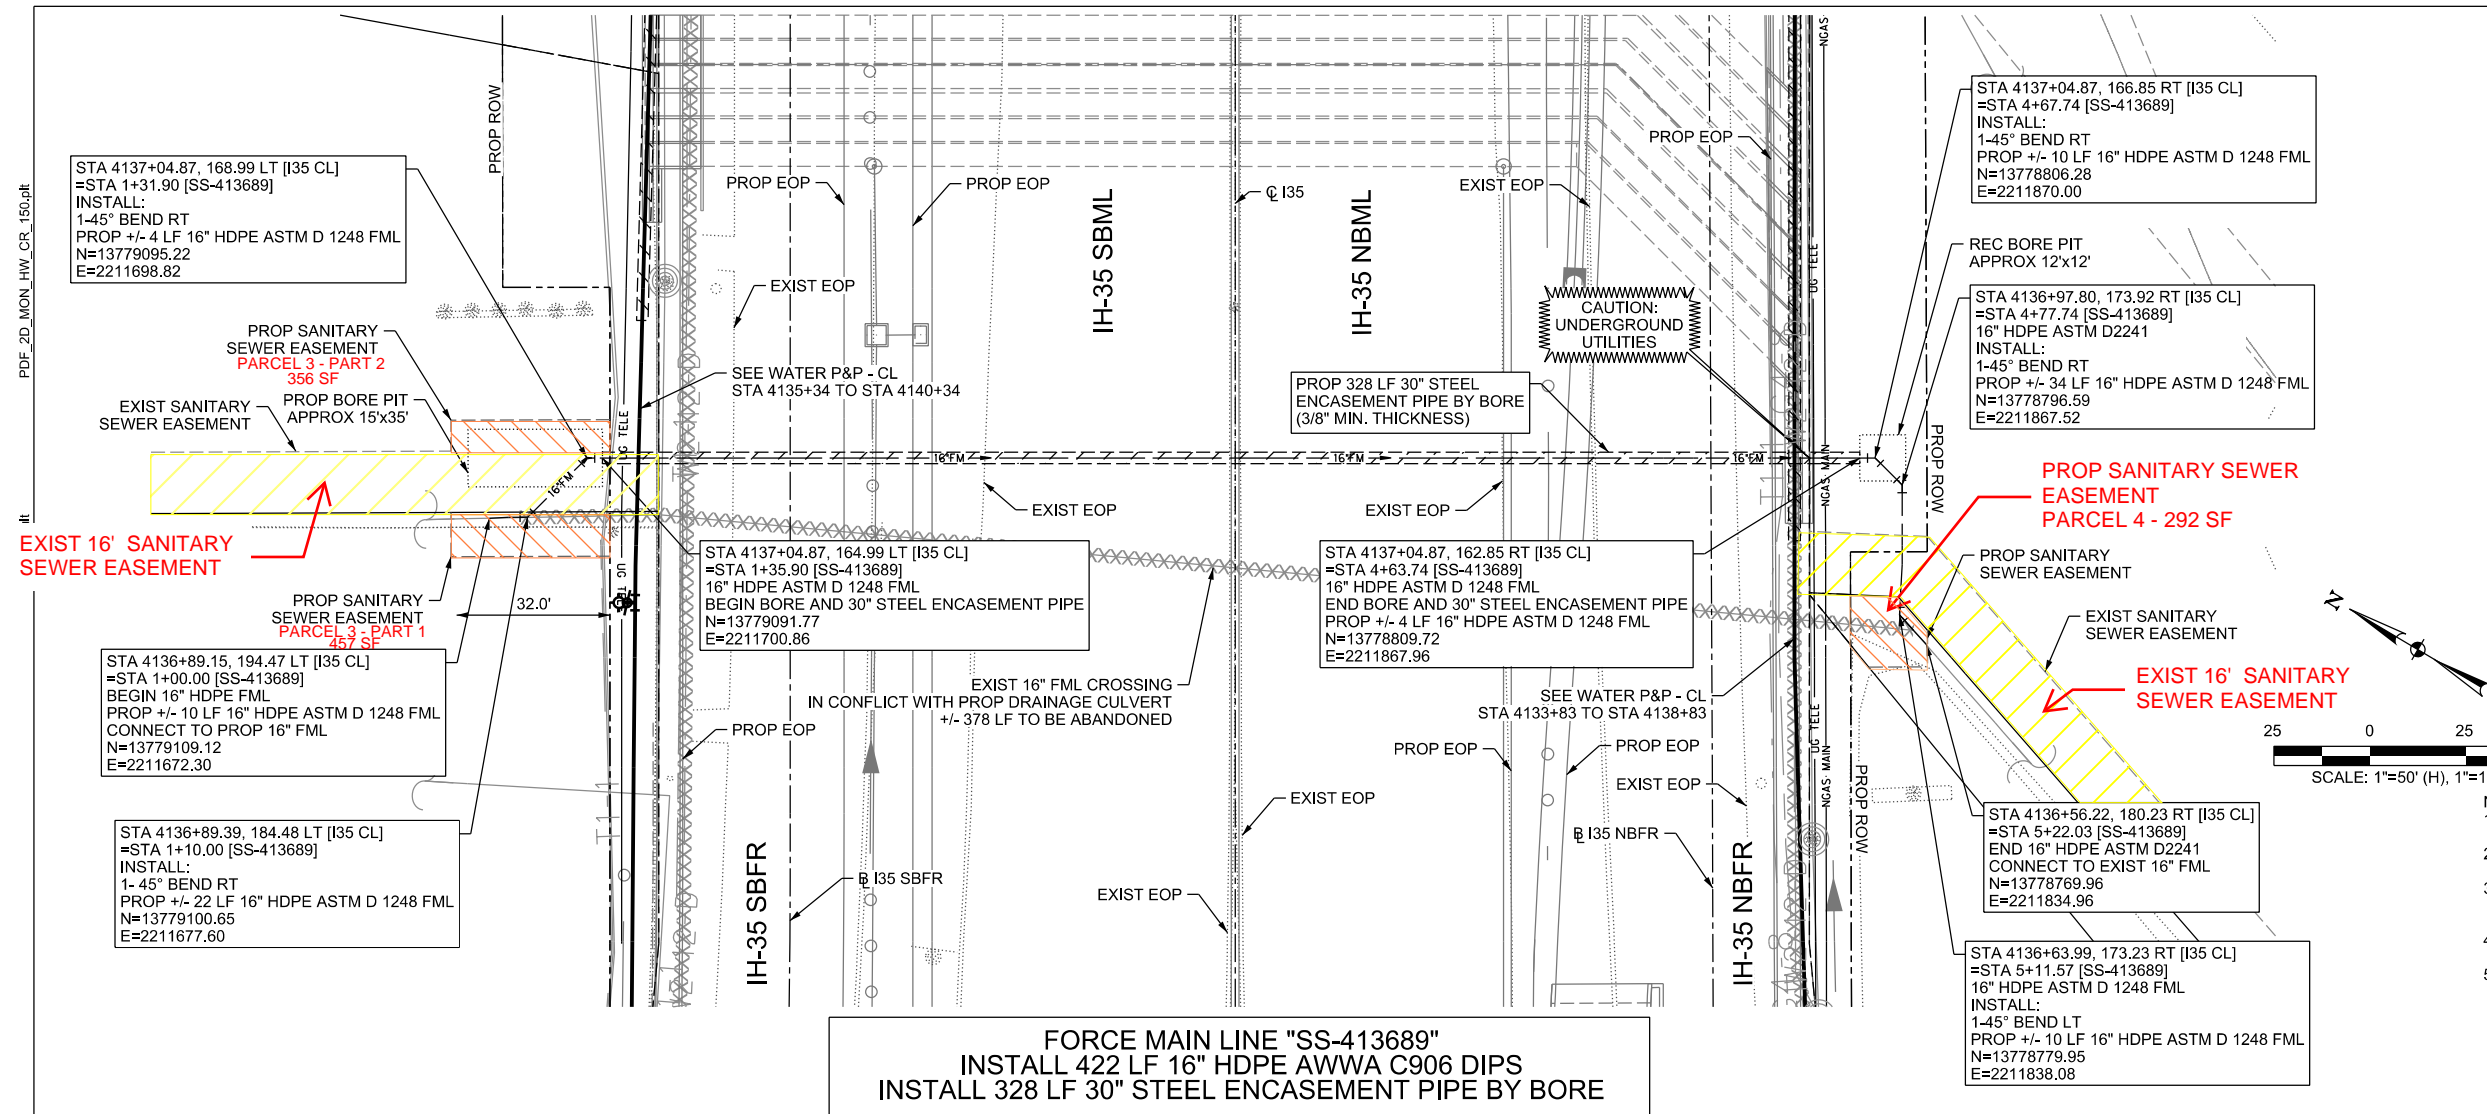 PDF_2D_MON_HW_CR_150.plt
STA 4137+04.87, 168.99 LT [I35 CL]
=STA 1+31.90 [SS-413689]
INSTALL:
1-45° BEND RT
PROP +/- 4 LF 16" HDPE ASTM D 1248 FML
N=13779095.22
E=2211698.82
PROP ROW
PROP SANITARY
SEWER EASEMENT
PARCEL 3 - PART 2
356 SF
EXIST SANITARY
SEWER EASEMENT
PROP BORE PIT
APPROX 15'x35'
EXIST 16' SANITARY
SEWER EASEMENT
PROP SANITARY
SEWER EASEMENT
PARCEL 3 - PART 1
457 SF
32.0'
STA 4136+89.15, 194.47 LT [I35 CL]
=STA 1+00.00 [SS-413689]
BEGIN 16" HDPE FML
PROP +/- 10 LF 16" HDPE ASTM D 1248 FML
CONNECT TO PROP 16" FML
N=13779109.12
E=2211672.30
STA 4136+89.39, 184.48 LT [I35 CL]
=STA 1+10.00 [SS-413689]
INSTALL:
1- 45° BEND RT
PROP +/- 22 LF 16" HDPE ASTM D 1248 FML
N=13779100.65
E=2211677.60
UG TELE
16"FM
PROP EOP
PROP EOP
EXIST EOP
SEE WATER P&P - CL
STA 4135+34 TO STA 4140+34
IH-35 SBML
℄ I35
IH-35 NBML
EXIST EOP
PROP EOP
CAUTION:
UNDERGROUND
UTILITIES
PROP 328 LF 30" STEEL
ENCASEMENT PIPE BY BORE
(3/8" MIN. THICKNESS)
16"FM
16"FM
16"FM
EXIST EOP
EXIST EOP
STA 4137+04.87, 164.99 LT [I35 CL]
=STA 1+35.90 [SS-413689]
16" HDPE ASTM D 1248 FML
BEGIN BORE AND 30" STEEL ENCASEMENT PIPE
N=13779091.77
E=2211700.86
STA 4137+04.87, 162.85 RT [I35 CL]
=STA 4+63.74 [SS-413689]
16" HDPE ASTM D 1248 FML
END BORE AND 30" STEEL ENCASEMENT PIPE
PROP +/- 4 LF 16" HDPE ASTM D 1248 FML
N=13778809.72
E=2211867.96
EXIST 16" FML CROSSING
IN CONFLICT WITH PROP DRAINAGE CULVERT
+/- 378 LF TO BE ABANDONED
SEE WATER P&P - CL
STA 4133+83 TO STA 4138+83
PROP EOP
PROP EOP
PROP EOP
EXIST EOP
EXIST EOP
EXIST EOP
IH-35 SBFR
B I35 SBFR
B I35 NBFR
IH-35 NBFR
NGAS
UG TELE
NGAS MAIN
UG TELE
NGAS MAIN
PROP ROW
PROP ROW
STA 4137+04.87, 166.85 RT [I35 CL]
=STA 4+67.74 [SS-413689]
INSTALL:
1-45° BEND RT
PROP +/- 10 LF 16" HDPE ASTM D 1248 FML
N=13778806.28
E=2211870.00
REC BORE PIT
APPROX 12'x12'
STA 4136+97.80, 173.92 RT [I35 CL]
=STA 4+77.74 [SS-413689]
16" HDPE ASTM D2241
INSTALL:
1-45° BEND RT
PROP +/- 34 LF 16" HDPE ASTM D 1248 FML
N=13778796.59
E=2211867.52
PROP SANITARY SEWER
EASEMENT
PARCEL 4 - 292 SF
PROP SANITARY
SEWER EASEMENT
EXIST SANITARY
SEWER EASEMENT
EXIST 16' SANITARY
SEWER EASEMENT
N
25 0 25
SCALE: 1"=50' (H), 1"=1
STA 4136+56.22, 180.23 RT [I35 CL]
=STA 5+22.03 [SS-413689]
END 16" HDPE ASTM D2241
CONNECT TO EXIST 16" FML
N=13778769.96
E=2211834.96
STA 4136+63.99, 173.23 RT [I35 CL]
=STA 5+11.57 [SS-413689]
16" HDPE ASTM D 1248 FML
INSTALL:
1-45° BEND LT
PROP +/- 10 LF 16" HDPE ASTM D 1248 FML
N=13778779.95
E=2211838.08
FORCE MAIN LINE "SS-413689"
INSTALL 422 LF 16" HDPE AWWA C906 DIPS
INSTALL 328 LF 30" STEEL ENCASEMENT PIPE BY BORE